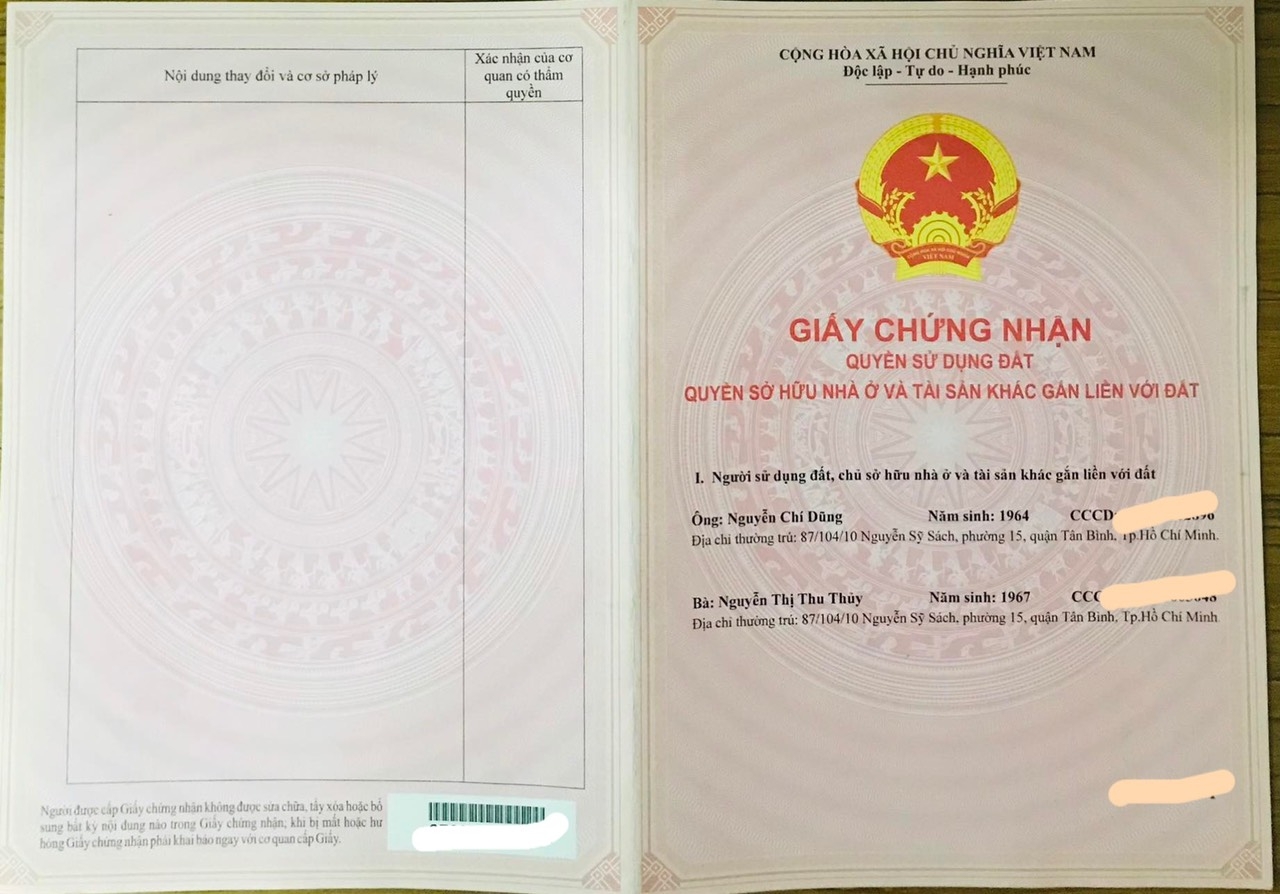 Nội dung thay đổi và cơ sở pháp lý
Xác nhận của cơ
quan có thẩm
quyền
Người được cấp Giấy chứng nhận không được sửa chữa, tẩy xóa hoặc bổ
sung bất kỳ nội dung nào trong Giấy chứng nhận; khi bị mất hoặc hư
hỏng Giấy chứng nhận phải khai báo ngay với cơ quan cấp Giấy.
CỘNG HÒA XÃ HỘI CHỦ NGHĨA VIỆT NAM
Độc lập - Tự do - Hạnh phúc
VIỆT NAM
GIẤY CHỨNG NHẬN
QUYỀN SỬ DỤNG ĐẤT
QUYỀN SỞ HỮU NHÀ Ở VÀ TÀI SẢN KHÁC GẮN LIỀN VỚI ĐẤT
I. Người sử dụng đất, chủ sở hữu nhà ở và tài sản khác gắn liền với đất
Ông: Nguyễn Chí Dũng Năm sinh: 1964 CCCD:
Địa chỉ thường trú: 87/104/10 Nguyễn Sỹ Sách, phường 15, quận Tân Bình, Tp.Hồ Chí Minh.
Bà: Nguyễn Thị Thu Thủy Năm sinh: 1967 CCC
Địa chỉ thường trú: 87/104/10 Nguyễn Sỹ Sách, phường 15, quận Tân Bình, Tp.Hồ Chí Minh